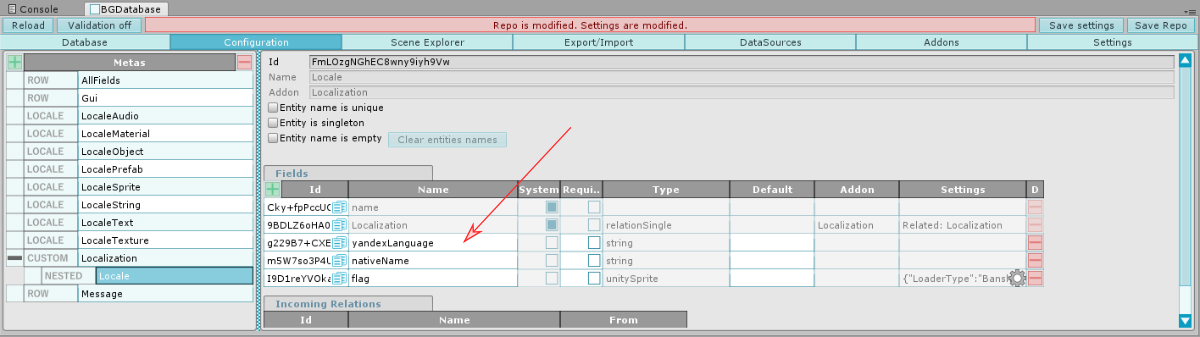 Console BGDatabase
Reload Validation off Repo is modified. Settings are modified. Save settings Save Repo
Database Configuration Scene Explorer Export/Import DataSources Addons Settings
Metas
ROW AllFields
ROW Gui
LOCALE LocaleAudio
LOCALE LocaleMaterial
LOCALE LocaleObject
LOCALE LocalePrefab
LOCALE LocaleSprite
LOCALE LocaleString
LOCALE LocaleText
LOCALE LocaleTexture
CUSTOM Localization
NESTED Locale
ROW Message
Id FmLOzgNGhEC8wny9iyh9Vw
Name Locale
Addon Localization
Entity name is unique
Entity is singleton
Entity name is empty Clear entities names
Fields
Id Name System Requi.. Type Default Addon Settings D
Cky+fpPccUC name
9BDLZ6oHA0 Localization relationSingle Localization Related: Localization
g229B7+CXE yandexLanguage string
m5W7so3P4U nativeName string
I9D1reYVOka flag unitySprite {"LoaderType":"Bansh
Incoming Relations
Id Name From